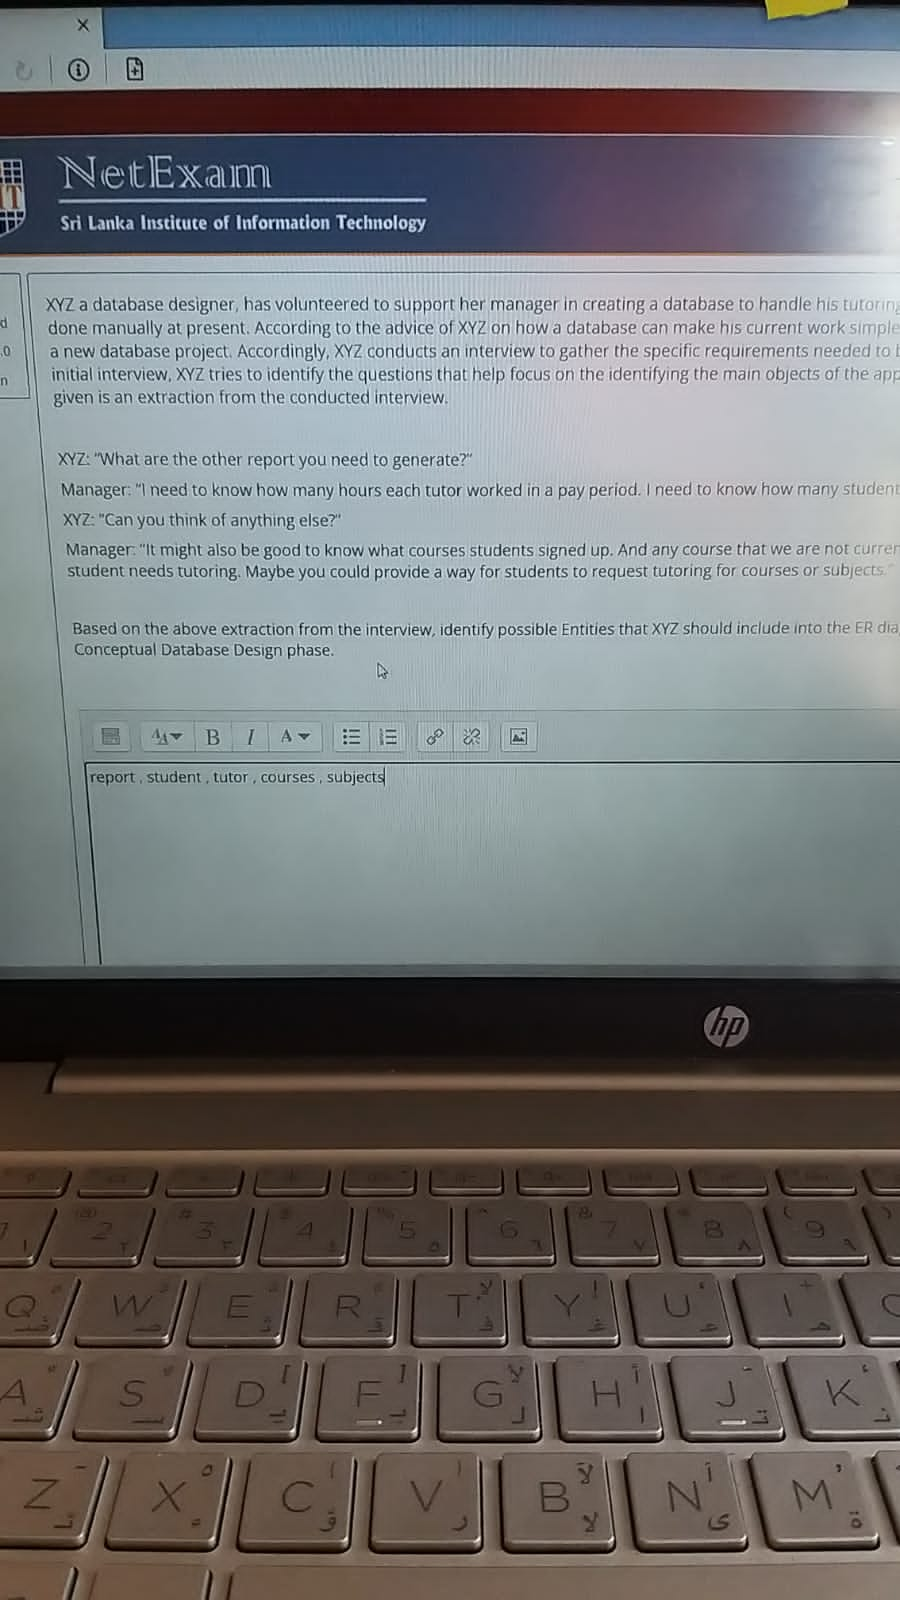 NetExam
Sri Lanka Institute of Information Technology
XYZ a database designer, has volunteered to support her manager in creating a database to handle his tutoring
done manually at present. According to the advice of XYZ on how a database can make his current work simple
a new database project. Accordingly, XYZ conducts an interview to gather the specific requirements needed to
initial interview, XYZ tries to identify the questions that help focus on the identifying the main objects of the app
given is an extraction from the conducted interview.
XYZ: "What are the other report you need to generate?"
Manager: "I need to know how many hours each tutor worked in a pay period. I need to know how many student
XYZ: "Can you think of anything else?"
Manager: "It might also be good to know what courses students signed up. And any course that we are not curren
student needs tutoring. Maybe you could provide a way for students to request tutoring for courses or subjects."
Based on the above extraction from the interview, identify possible Entities that XYZ should include into the ER dia
Conceptual Database Design phase.
B I A
report , student , tutor , courses , subjects
hp
2 3 4 5 6 7 8 9
Q W E R T Y U I
A S D F G H J K
Z X C V B N M